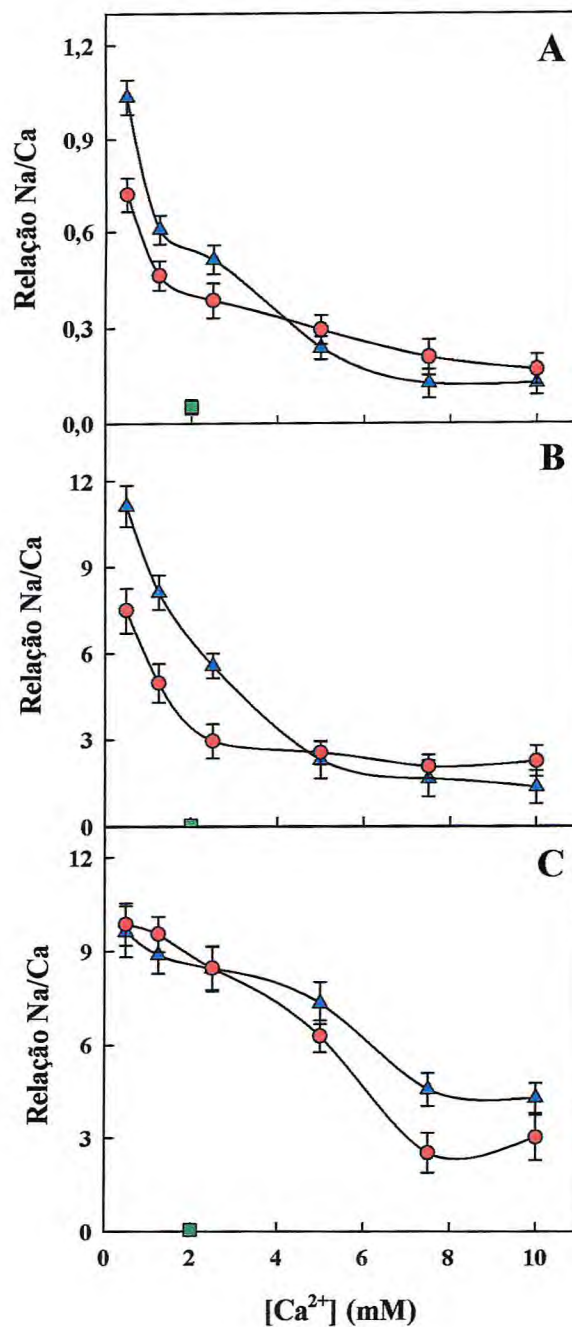 A
1,2
0,9
0,6
0,3
0,0
Relação Na/Ca
B
12
9
6
3
0
Relação Na/Ca
C
12
9
6
3
0
Relação Na/Ca
0 2 4 6 8 10
[Ca²⁺] (mM)